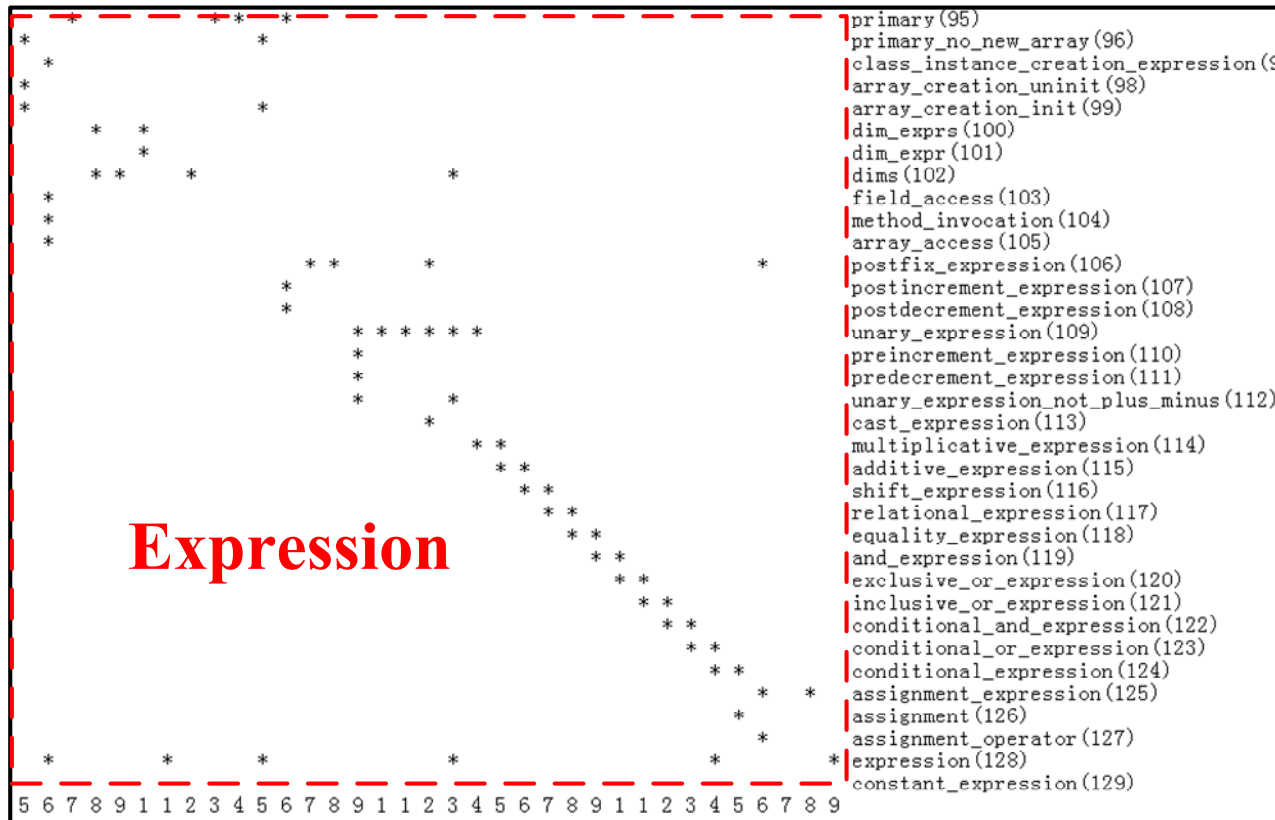 primary(95)
primary_no_new_array(96)
class_instance_creation_expression(9
array_creation_uninit(98)
array_creation_init(99)
dim_exprs(100)
dim_expr(101)
dims(102)
field_access(103)
method_invocation(104)
array_access(105)
postfix_expression(106)
postincrement_expression(107)
postdecrement_expression(108)
unary_expression(109)
preincrement_expression(110)
predecrement_expression(111)
unary_expression_not_plus_minus(112)
cast_expression(113)
multiplicative_expression(114)
additive_expression(115)
shift_expression(116)
relational_expression(117)
equality_expression(118)
Expression
and_expression(119)
exclusive_or_expression(120)
inclusive_or_expression(121)
conditional_and_expression(122)
conditional_or_expression(123)
conditional_expression(124)
assignment_expression(125)
assignment(126)
assignment_operator(127)
expression(128)
constant_expression(129)
5 6 7 8 9 1 1 2 3 4 5 6 7 8 9 1 1 2 3 4 5 6 7 8 9 1 1 2 3 4 5 6 7 8 9